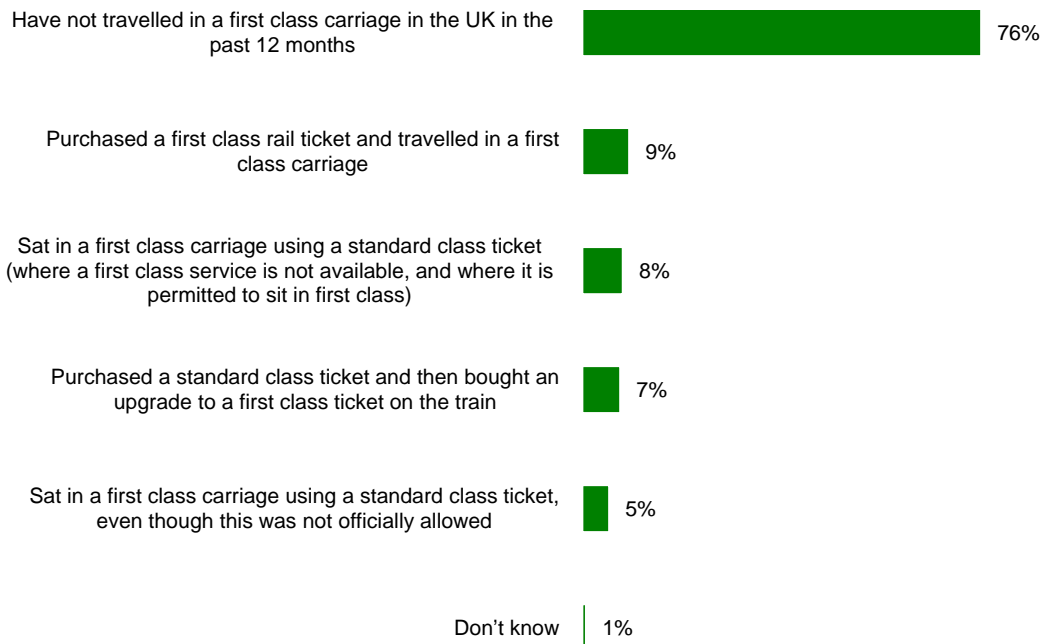 Have not travelled in a first class carriage in the UK in the
past 12 months
76%
Purchased a first class rail ticket and travelled in a first
class carriage
9%
Sat in a first class carriage using a standard class ticket
(where a first class service is not available, and where it is
permitted to sit in first class)
8%
Purchased a standard class ticket and then bought an
upgrade to a first class ticket on the train
7%
Sat in a first class carriage using a standard class ticket,
even though this was not officially allowed
5%
Don’t know
1%